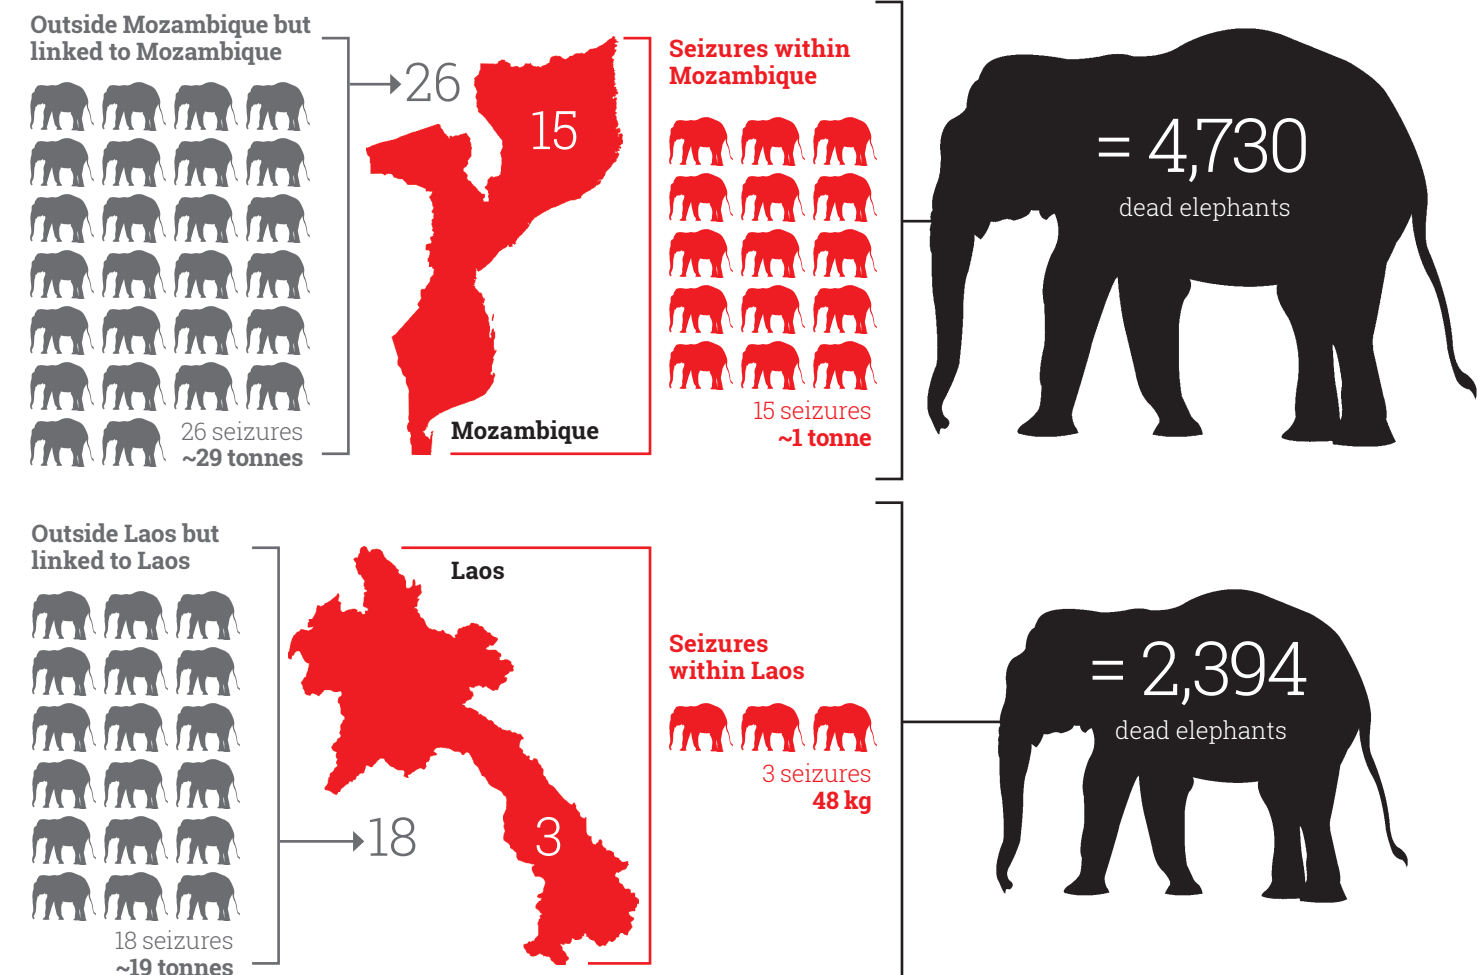 Outside Mozambique but
linked to Mozambique
26
15
26 seizures
~29 tonnes
Mozambique
Seizures within
Mozambique
15 seizures
~1 tonne
= 4,730
dead elephants
Outside Laos but
linked to Laos
18
3
18 seizures
~19 tonnes
Laos
Seizures
within Laos
3 seizures
48 kg
= 2,394
dead elephants